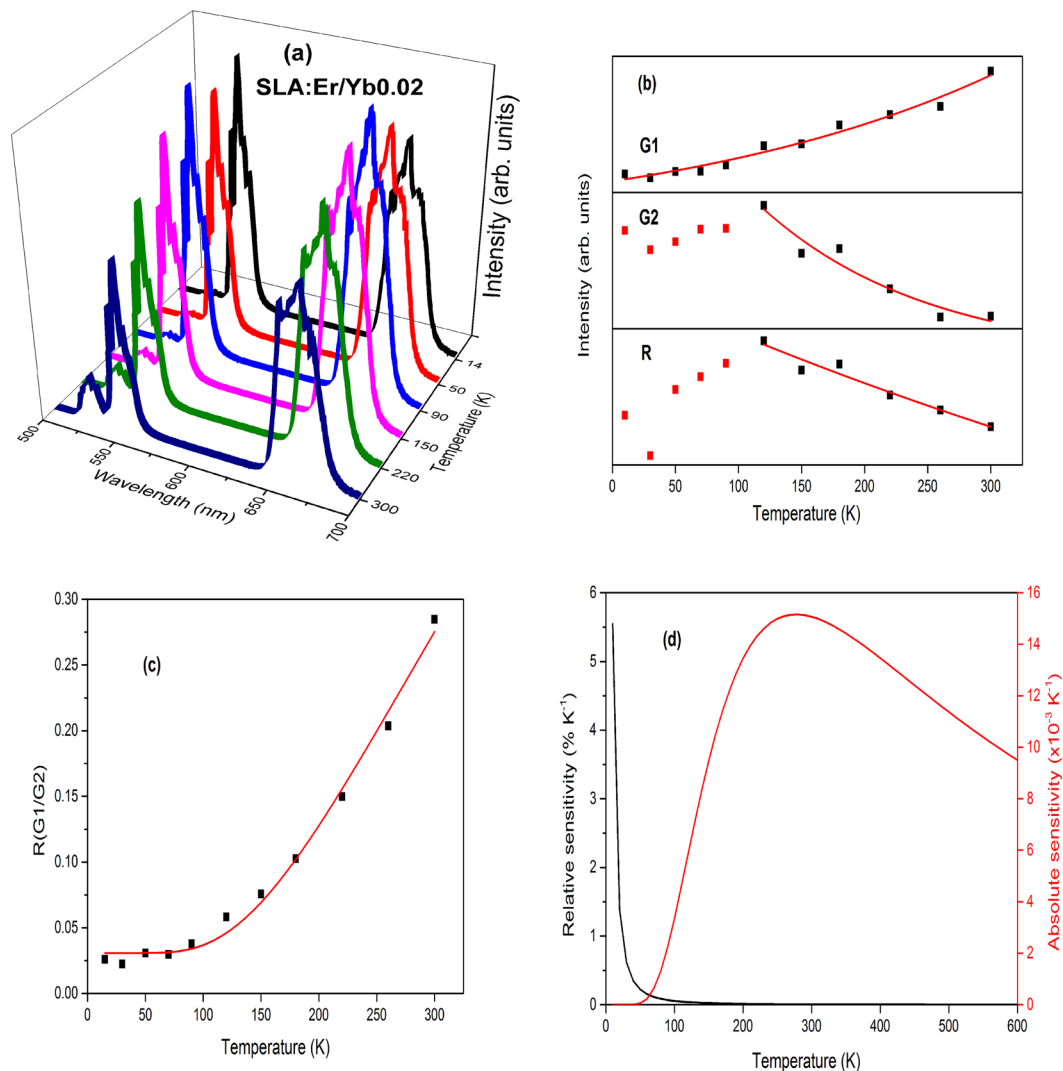 (a)
SLA:Er/Yb0.02
Intensity (arb. units)
14
50
90
150
220
300
Temperature (K)
500
550
600
650
700
Wavelength (nm)
(b)
G1
G2
R
Intensity (arb. units)
0 50 100 150 200 250 300
Temperature (K)
(c)
0.30
0.25
0.20
0.15
0.10
0.05
0.00
R(G1/G2)
0 50 100 150 200 250 300
Temperature (K)
(d)
6
5
4
3
2
1
0
Relative sensitivity (% K⁻¹)
16
14
12
10
8
6
4
2
0
Absolute sensitivity (x10⁻³ K⁻¹)
0 100 200 300 400 500 600
Temperature (K)